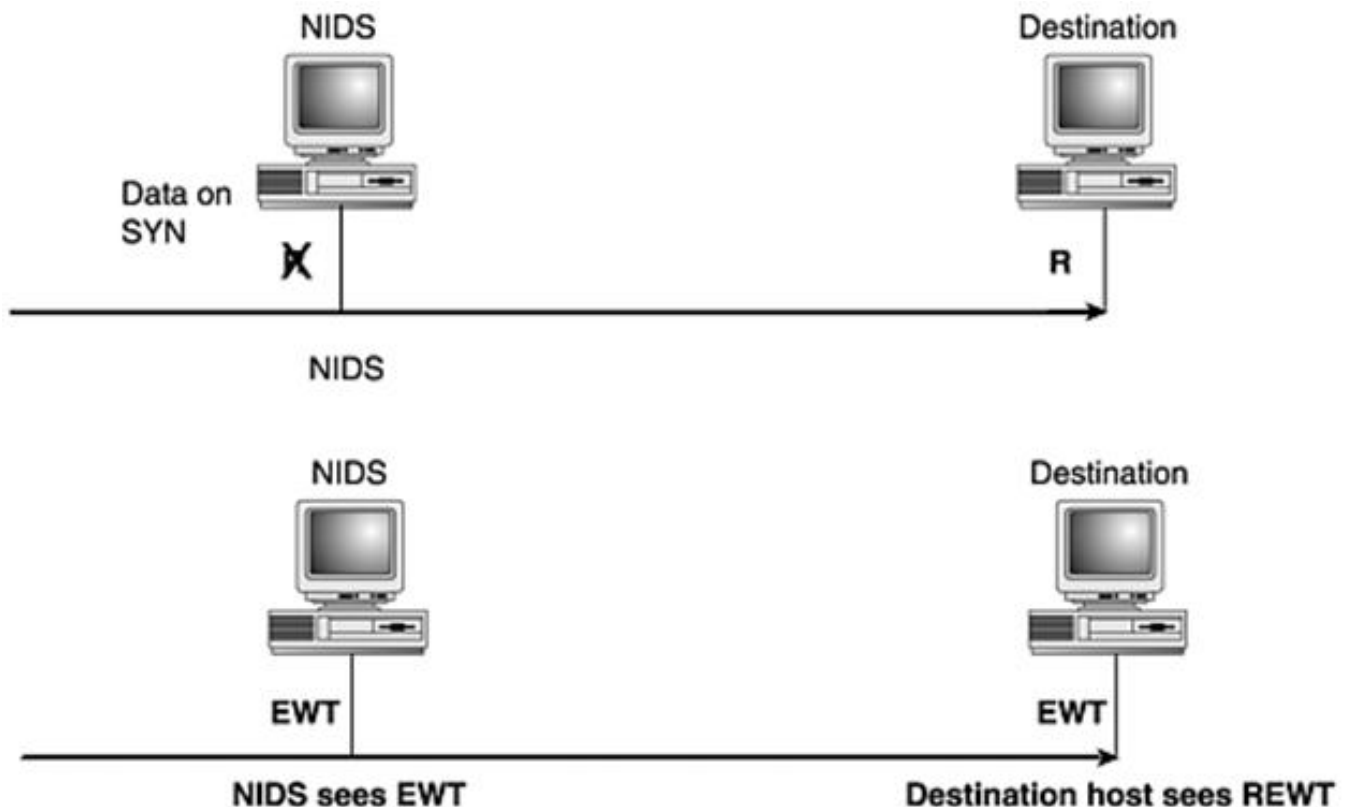 NIDS
Destination
Data on
SYN
R
R
NIDS
NIDS
Destination
EWT
EWT
NIDS sees EWT
Destination host sees REWT